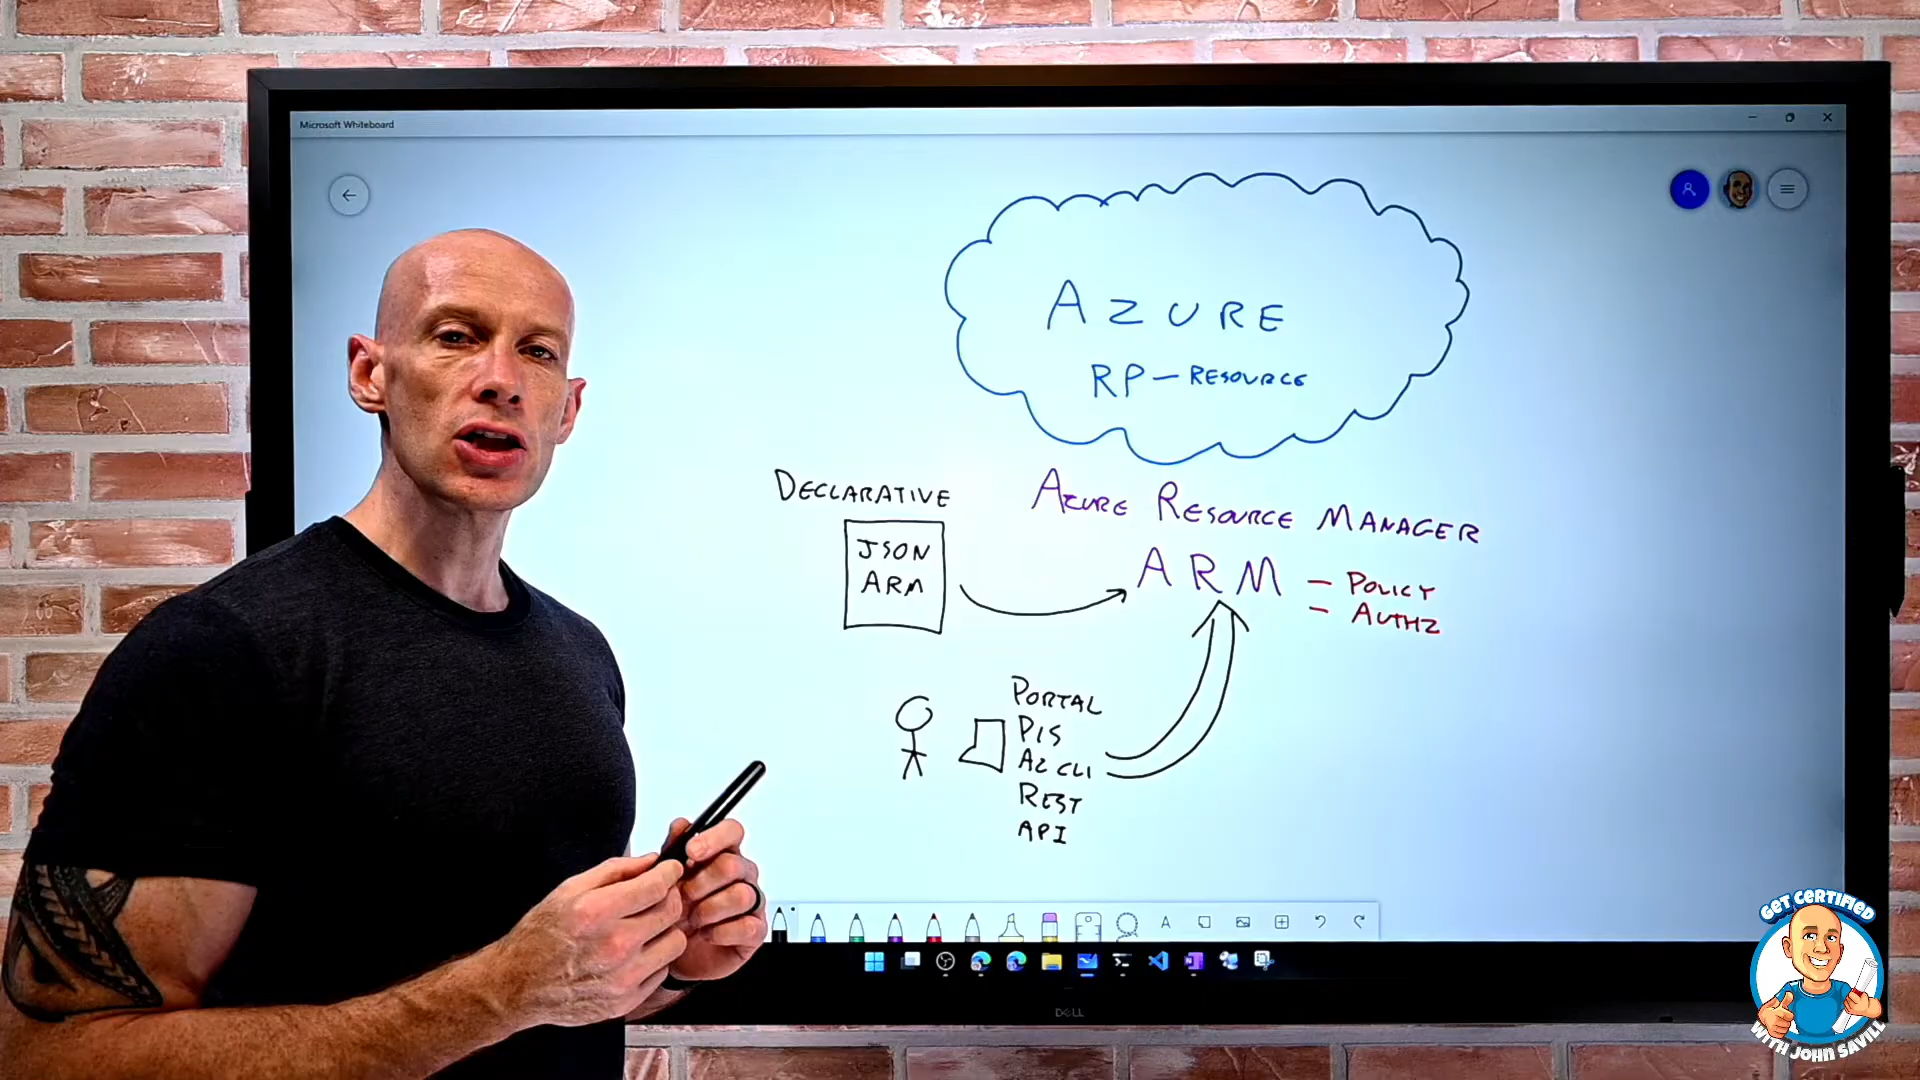 Microsoft Whiteboard
AZURE
RP-RESOURCE
DECLARATIVE
JSON
ARM
AZURE RESOURCE MANAGER
ARM
- POLICY
- AUTHZ
PORTAL
P/S
AZ CLI
REST
API
DELL
GET CERTIFIED
WITH JOHN SAVILL